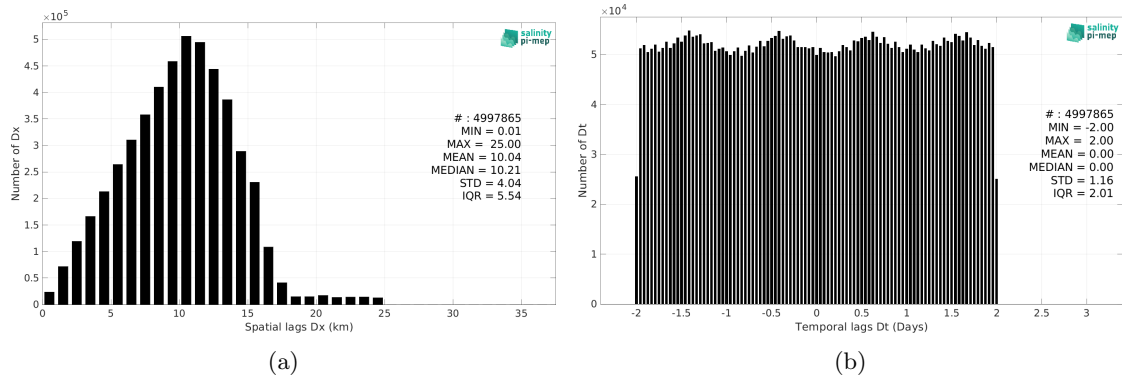 ×10⁵
5
4.5
4
3.5
3
2.5
2
1.5
1
0.5
0
Number of Dx
salinity
pi-mep
# : 4997865
MIN = 0.01
MAX = 25.00
MEAN = 10.04
MEDIAN = 10.21
STD = 4.04
IQR = 5.54
0 5 10 15 20 25 30 35
Spatial lags Dx (km)
(a)
×10⁴
5
4
3
2
1
0
Number of Dt
salinity
pi-mep
# : 4997865
MIN = -2.00
MAX = 2.00
MEAN = 0.00
MEDIAN = 0.00
STD = 1.16
IQR = 2.01
-2 -1.5 -1 -0.5 0 0.5 1 1.5 2 2.5 3
Temporal lags Dt (Days)
(b)